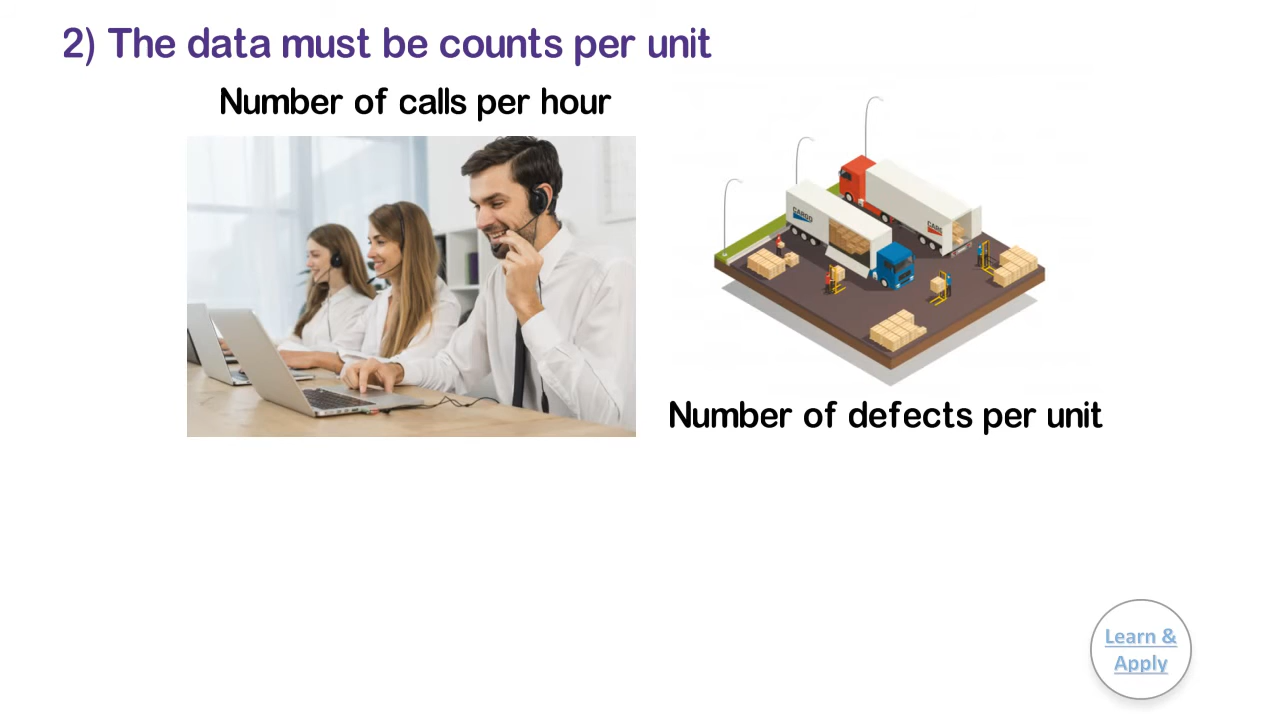 2) The data must be counts per unit
Number of calls per hour
CARGO
Number of defects per unit
Learn &
Apply